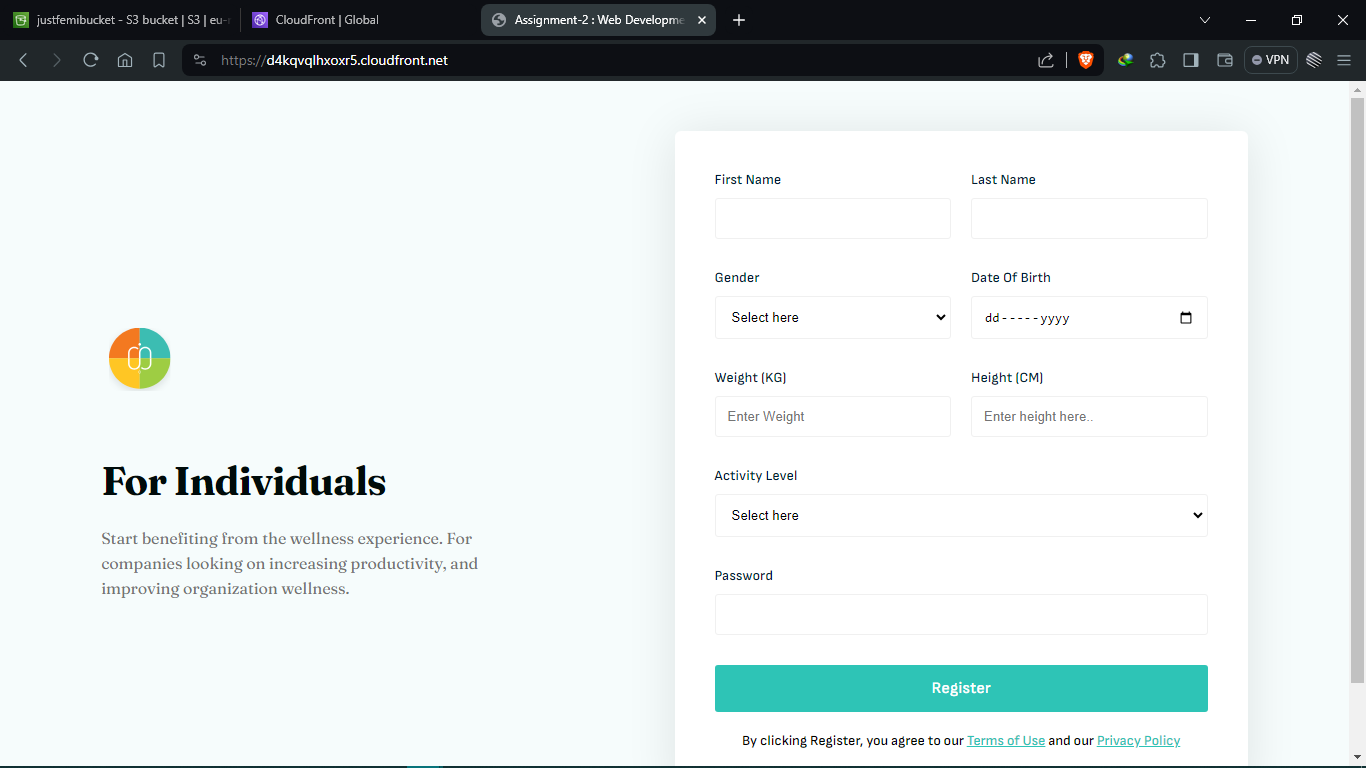 justfemibucket - S3 bucket | S3 | eu-
CloudFront | Global
Assignment-2 : Web Developme
https://d4kqvqlhxoxr5.cloudfront.net
VPN
First Name
Last Name
Gender
Date Of Birth
Select here
dd-----yyyy
Weight (KG)
Height (CM)
Enter Weight
Enter height here..
For Individuals
Start benefiting from the wellness experience. For
companies looking on increasing productivity, and
improving organization wellness.
Activity Level
Select here
Password
Register
By clicking Register, you agree to our Terms of Use and our Privacy Policy